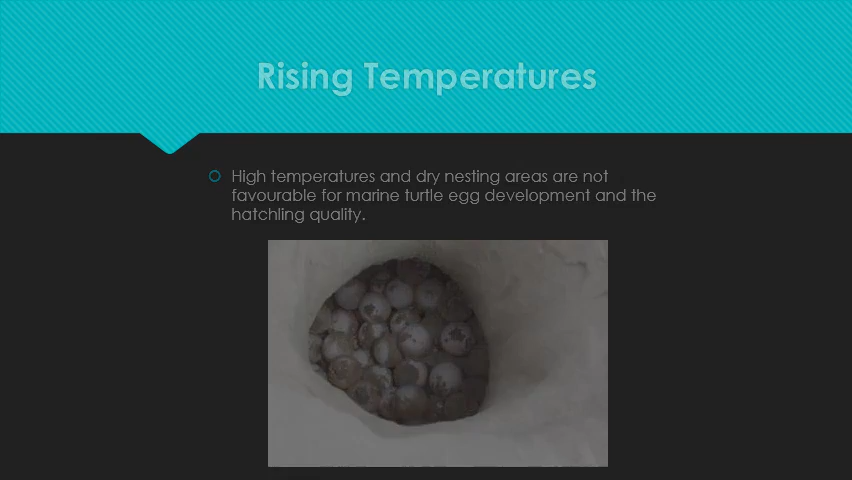 Rising Temperatures
High temperatures and dry nesting areas are not
favourable for marine turtle egg development and the
hatchling quality.